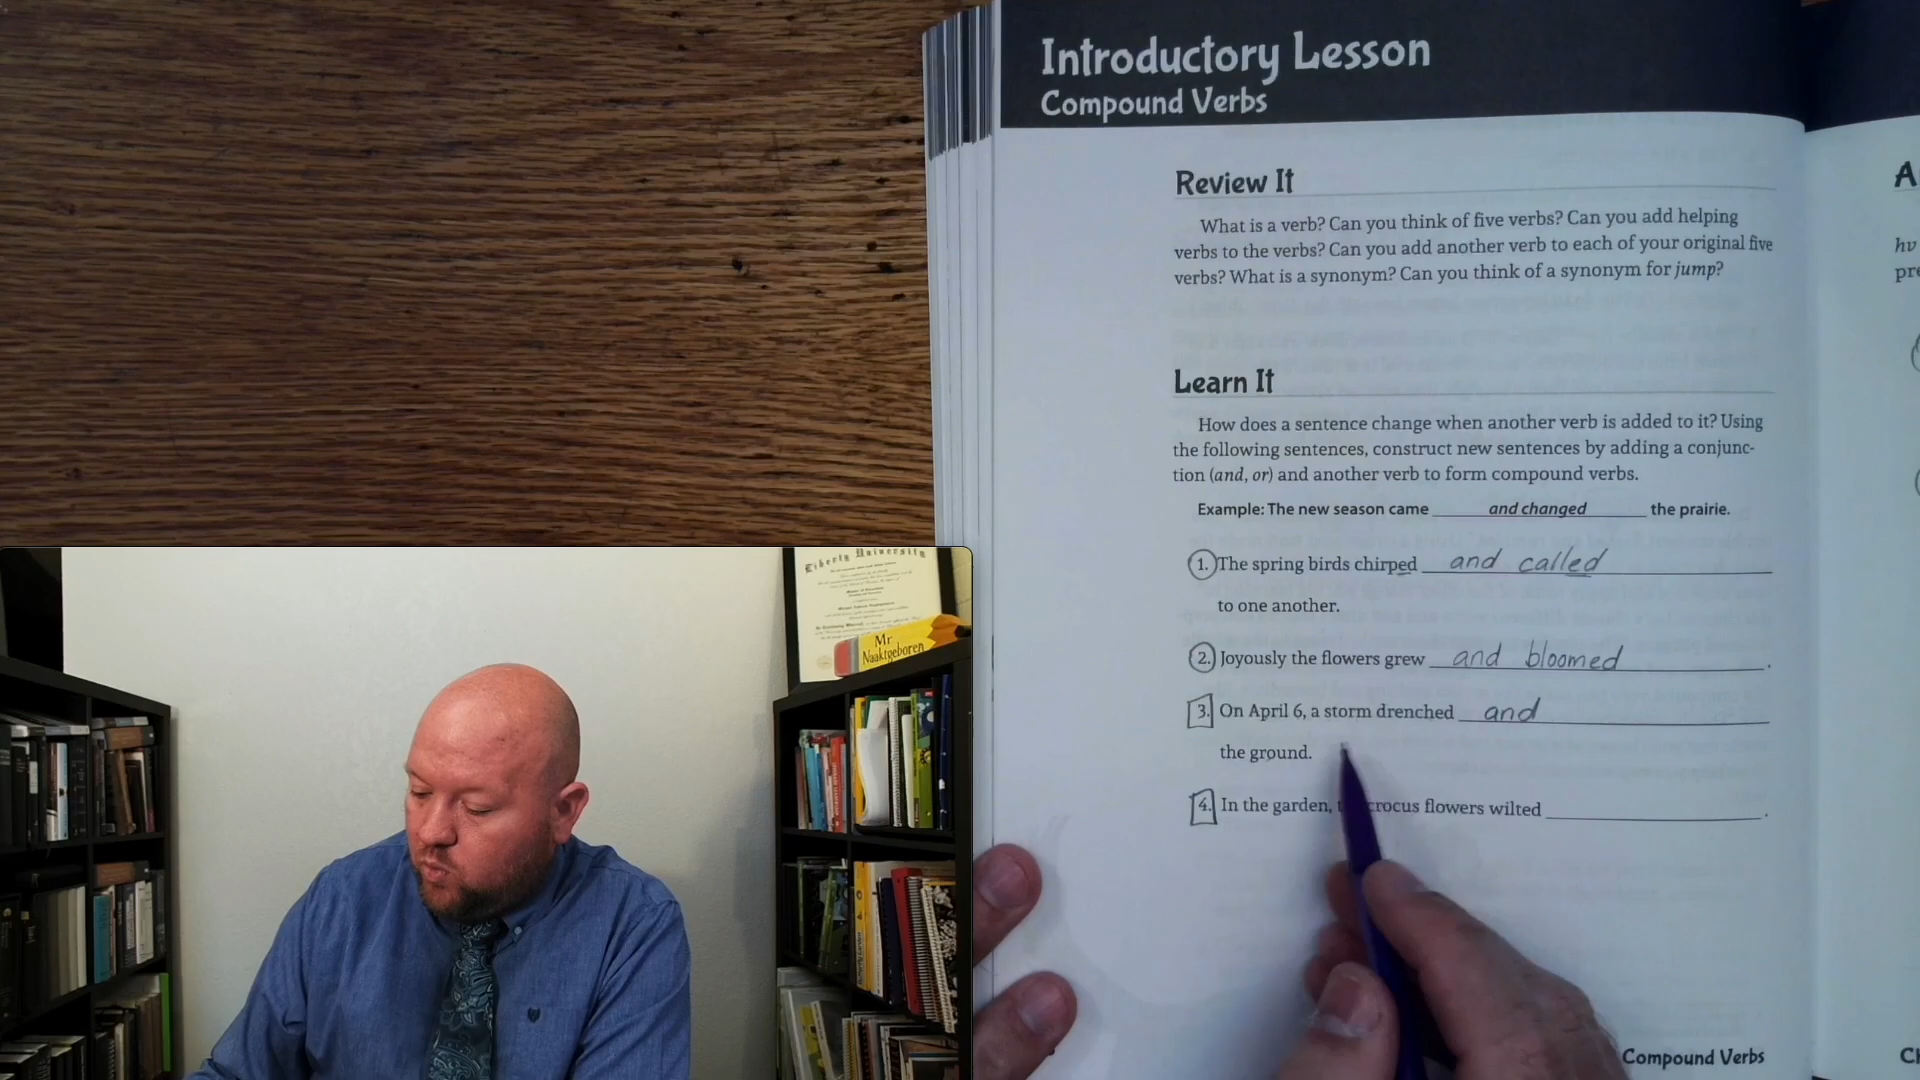 Introductory Lesson
Compound Verbs
Review It
What is a verb? Can you think of five verbs? Can you add helping
verbs to the verbs? Can you add another verb to each of your original five
verbs? What is a synonym? Can you think of a synonym for jump?
Learn It
How does a sentence change when another verb is added to it? Using
the following sentences, construct new sentences by adding a conjunc-
tion (and, or) and another verb to form compound verbs.
Example: The new season came and changed the prairie.
1. The spring birds chirped and called
to one another.
2. Joyously the flowers grew and bloomed.
3. On April 6, a storm drenched and
the ground.
4. In the garden, crocus flowers wilted .
Compound Verbs
Liberty University
Mr
Naaktgeboren